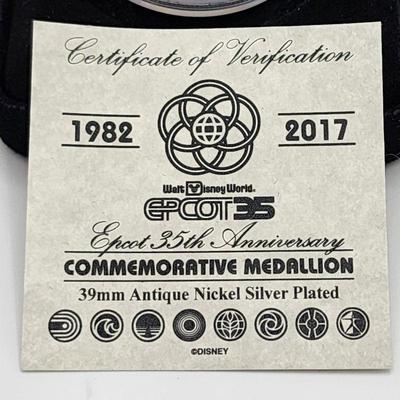 Certificate of Verification
1982 2017
Walt Disney World®
EPCOT35
Epcot 35th Anniversary
COMMEMORATIVE MEDALLION
39mm Antique Nickel Silver Plated
©DISNEY